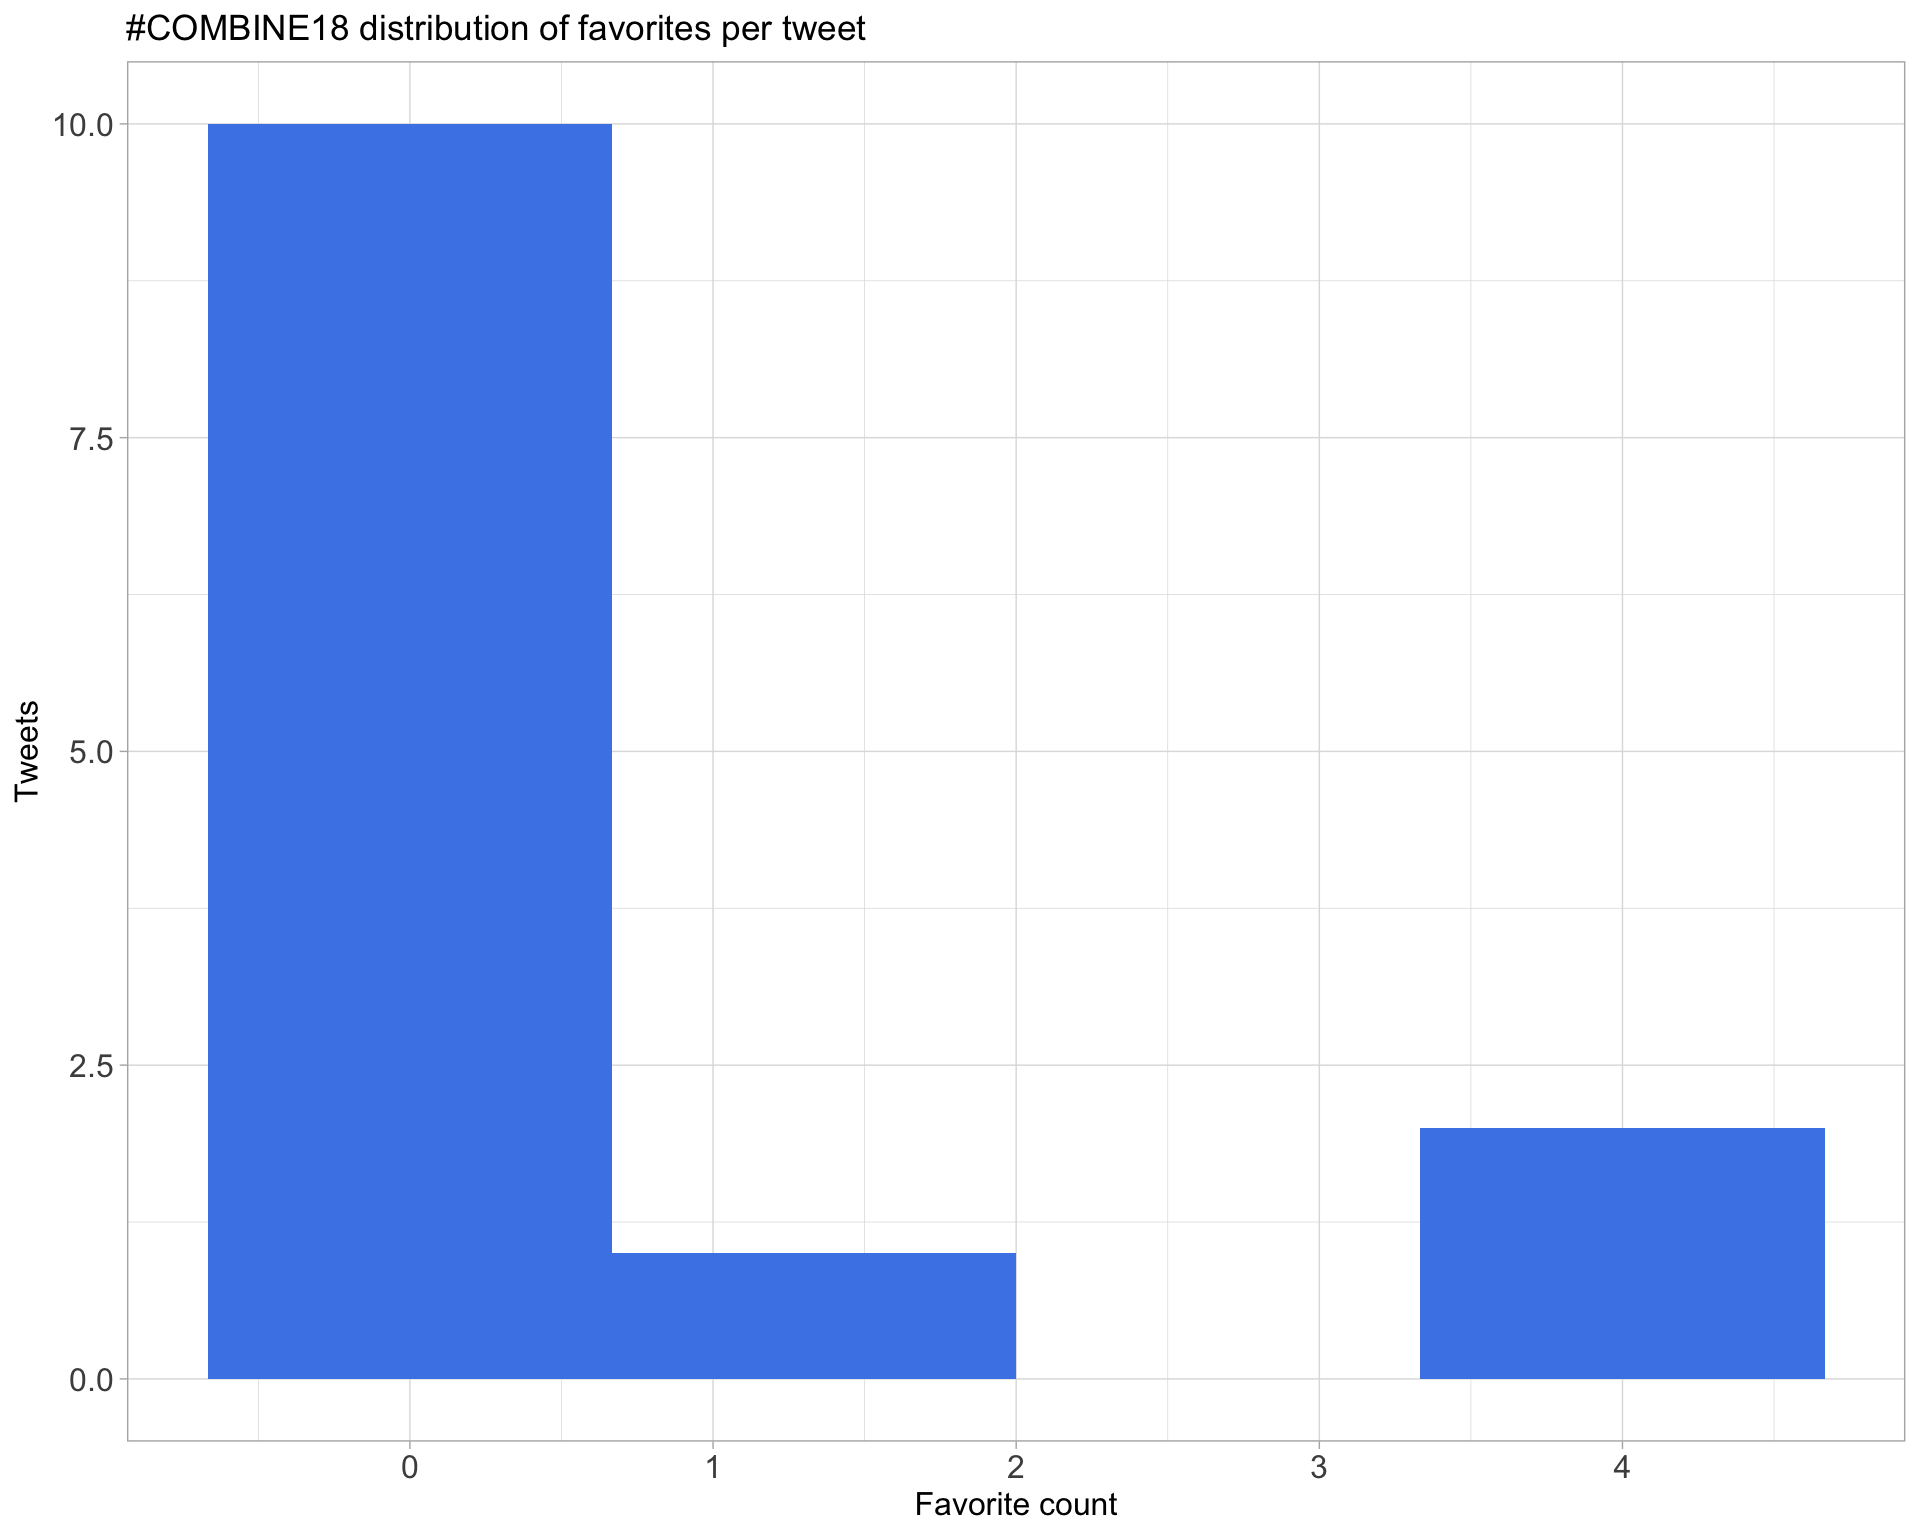 #COMBINE18 distribution of favorites per tweet
10.0
7.5
5.0
2.5
0.0
Tweets
0 1 2 3 4
Favorite count